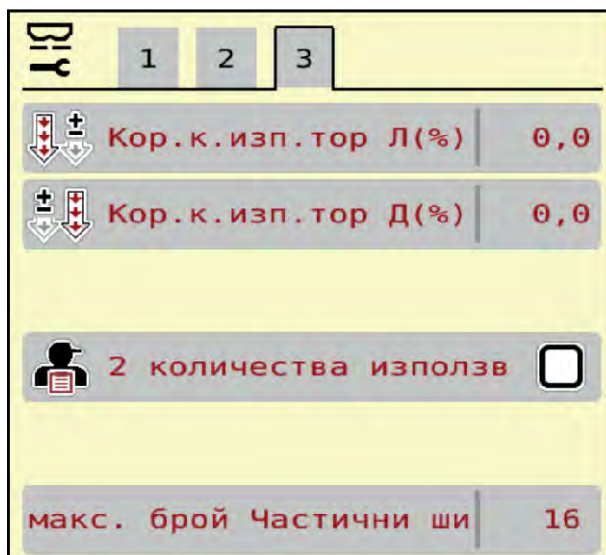 1 2 3
Кор.к.изп.тор Л(%) 0,0
Кор.к.изп.тор Д(%) 0,0
2 количества използв
макс. брой Частични ши 16